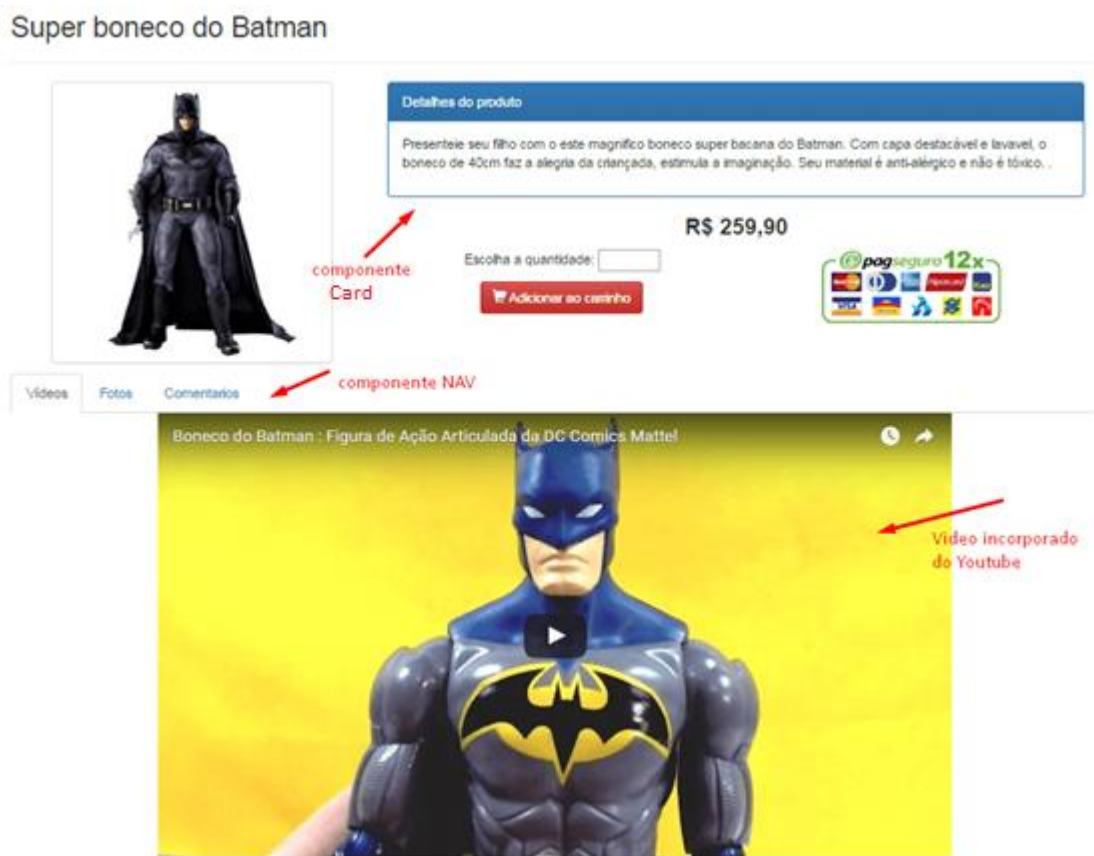 Super boneco do Batman
Detalhes do produto
Presenteie seu filho com o este magnifico boneco super bacana do Batman. Com capa destacável e lavavel, o
boneco de 40cm faz a alegria da criançada, estimula a imaginação. Seu material é anti-alérgico e não é tóxico. .
R$ 259,90
Escolha a quantidade:
Adicionar ao carrinho
pagseguro 12x
VISA
componente
Card
componente NAV
Vídeos Fotos Comentarios
Boneco do Batman : Figura de Ação Articulada da DC Comics Mattel
Video incorporado
do Youtube